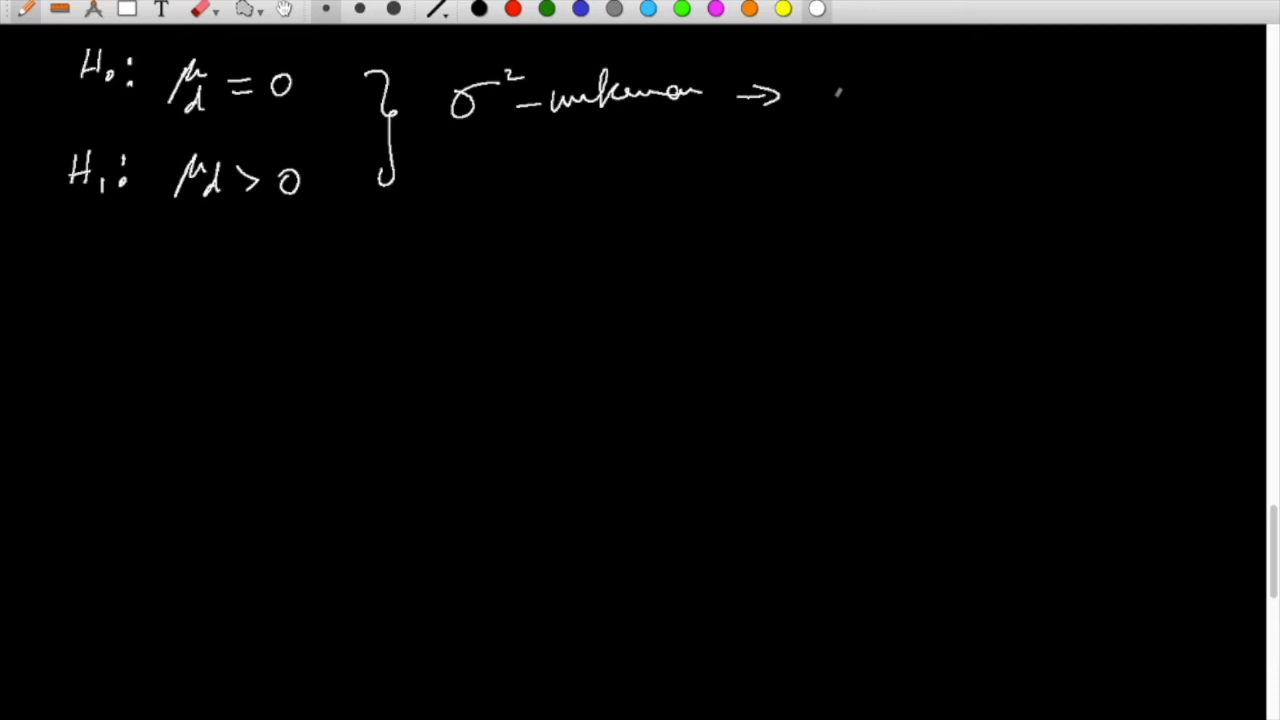 H₀: μd = 0 } σ² – unknown →
H₁: μd > 0